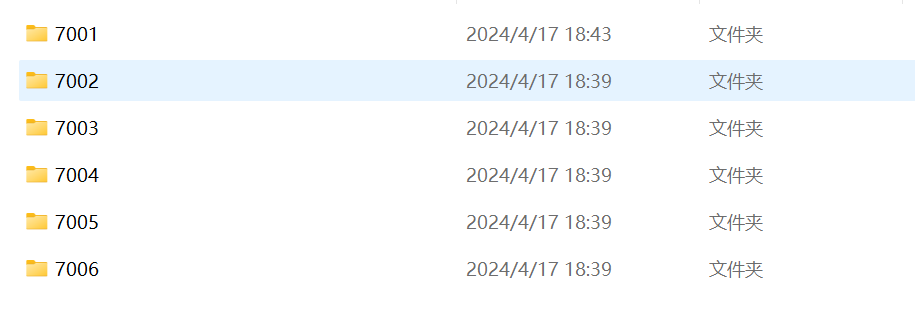 7001 2024/4/17 18:43 文件夹
7002 2024/4/17 18:39 文件夹
7003 2024/4/17 18:39 文件夹
7004 2024/4/17 18:39 文件夹
7005 2024/4/17 18:39 文件夹
7006 2024/4/17 18:39 文件夹